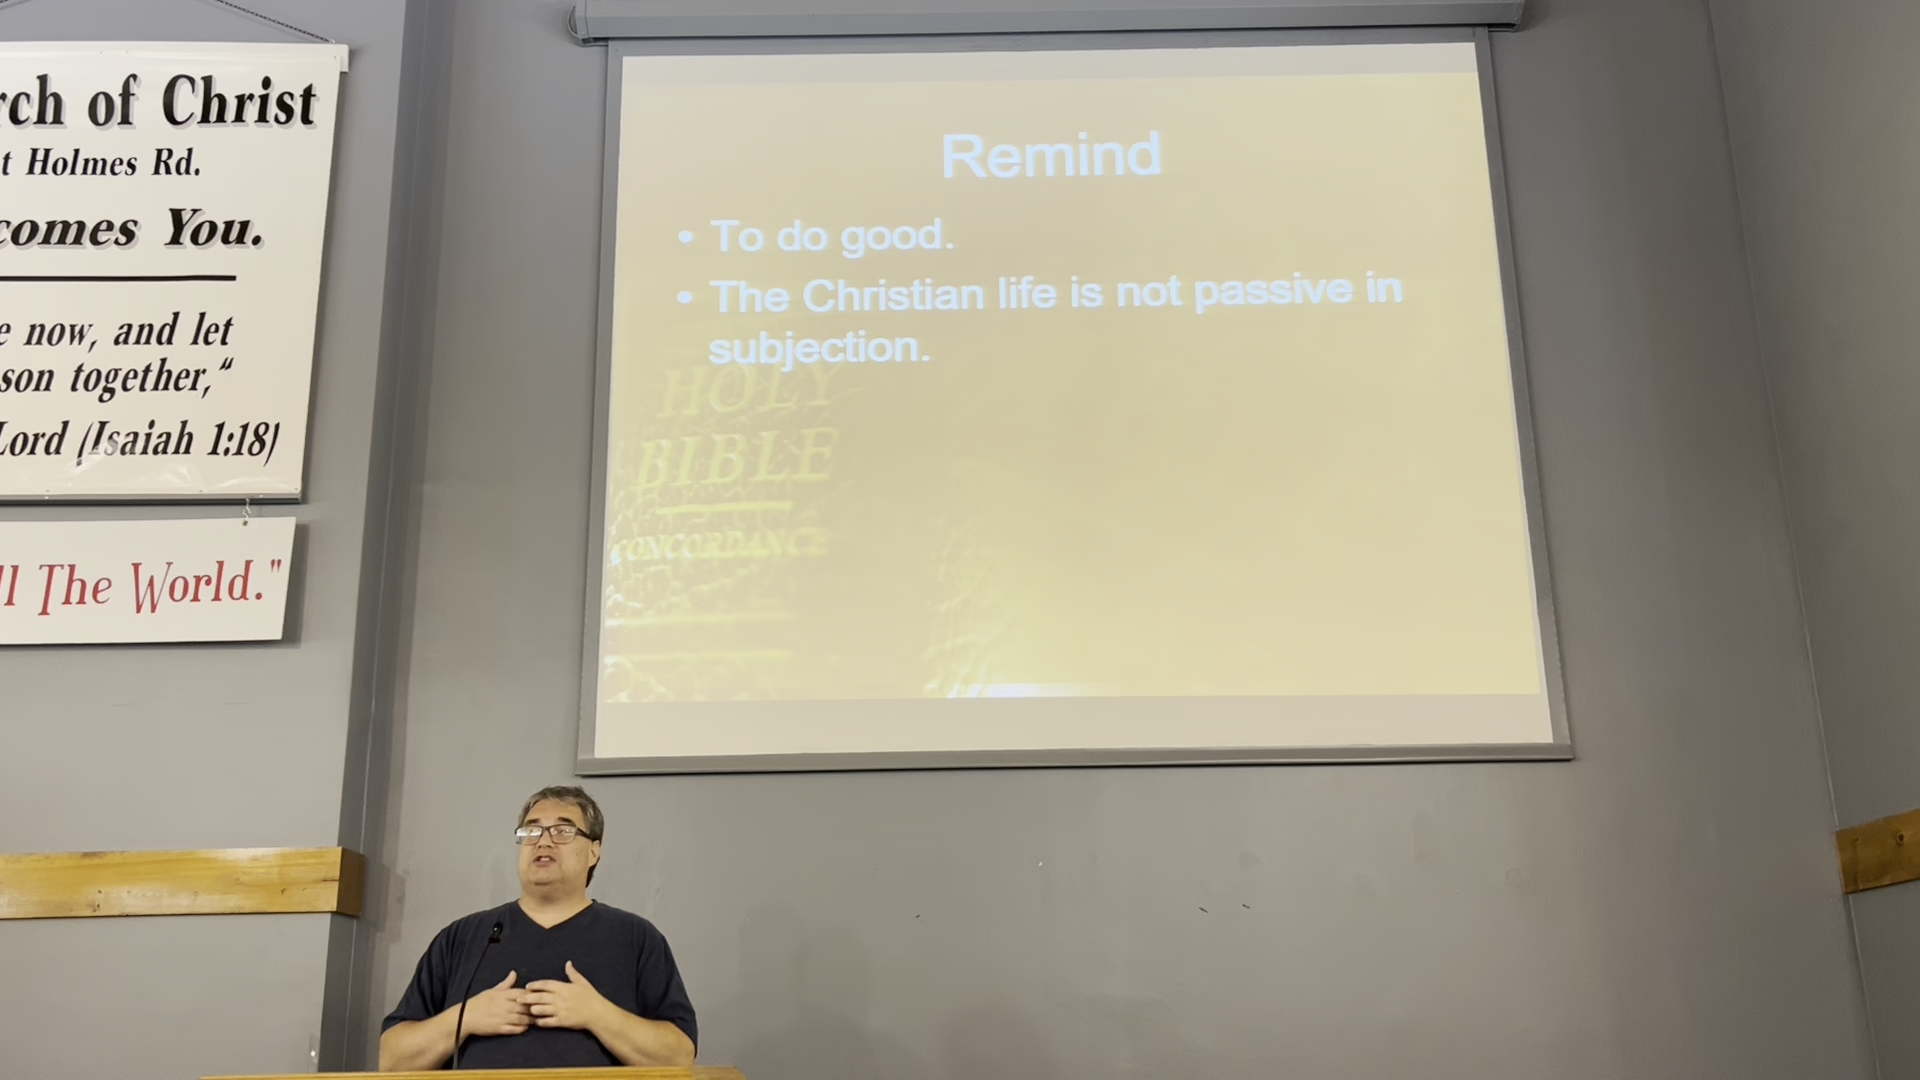 rch of Christ
t Holmes Rd.
comes You.
e now, and let
son together,“
Lord (Isaiah 1:18)
ll The World."
Remind
• To do good.
• The Christian life is not passive in
subjection.
HOLY
BIBLE
CONCORDANCE